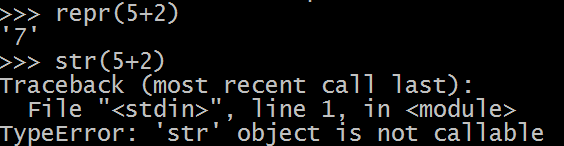 >>> repr(5+2)
'7'
>>> str(5+2)
Traceback (most recent call last):
  File "<stdin>", line 1, in <module>
TypeError: 'str' object is not callable